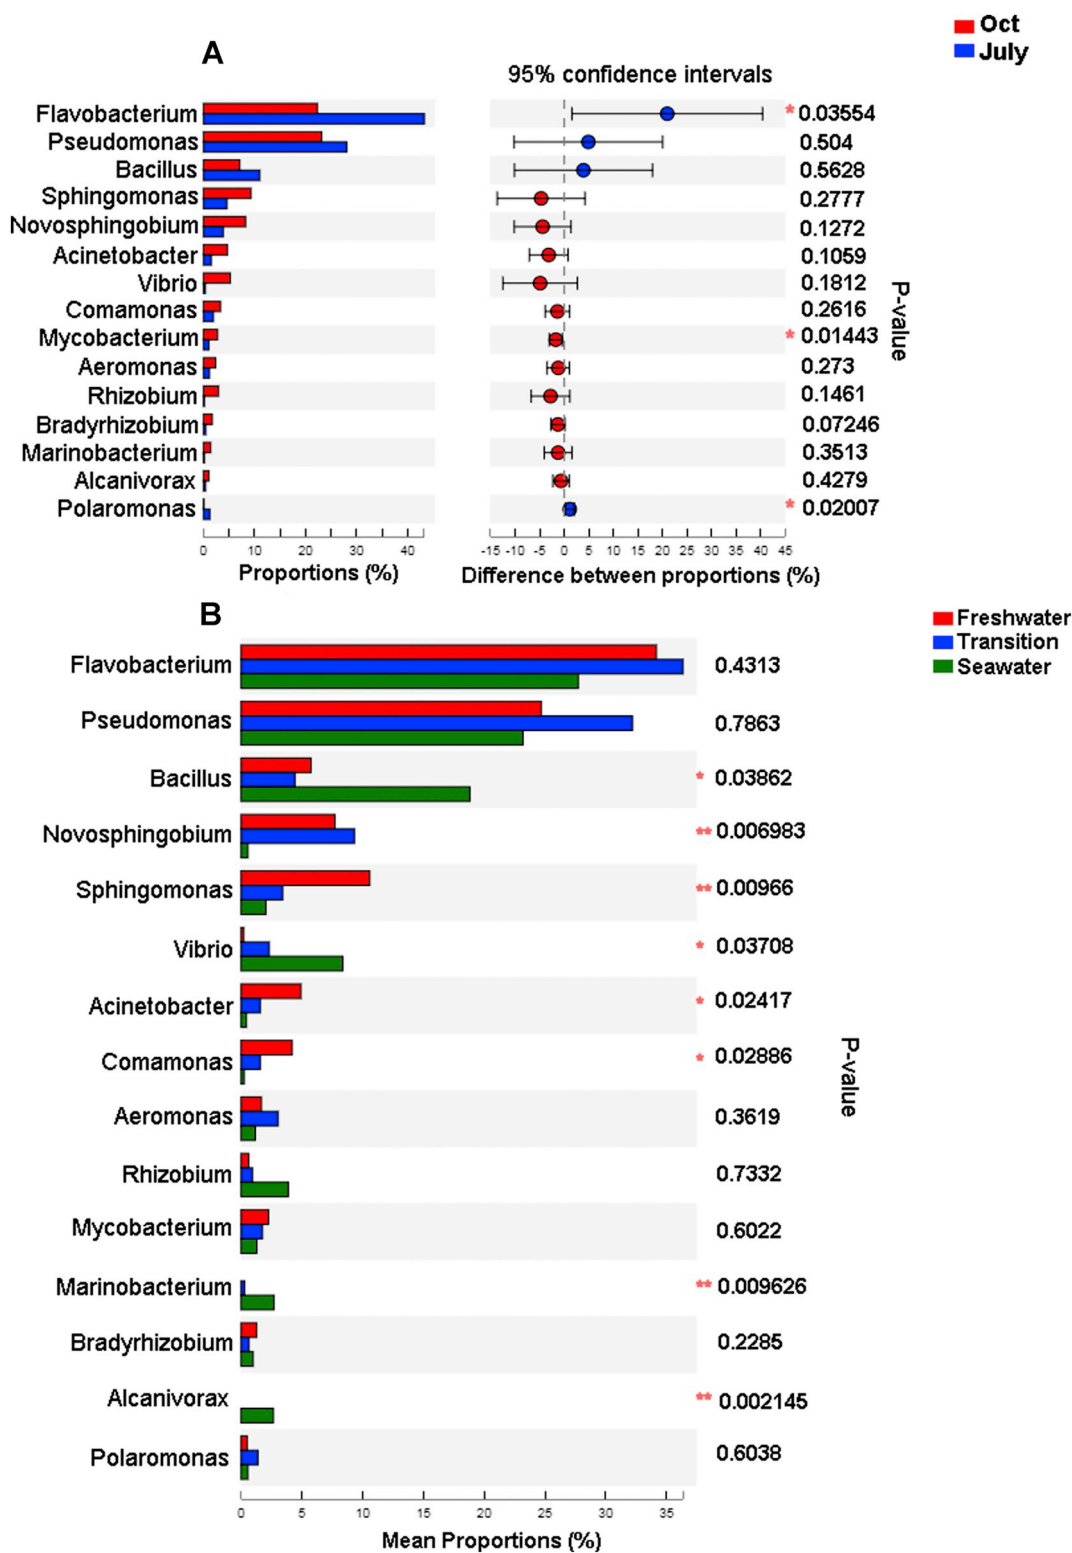 Oct
July
A
95% confidence intervals
Flavobacterium * 0.03554
Pseudomonas 0.504
Bacillus 0.5628
Sphingomonas 0.2777
Novosphingobium 0.1272
Acinetobacter 0.1059
Vibrio 0.1812
Comamonas 0.2616
Mycobacterium * 0.01443
Aeromonas 0.273
Rhizobium 0.1461
Bradyrhizobium 0.07246
Marinobacterium 0.3513
Alcanivorax 0.4279
Polaromonas * 0.02007
P-value
0 10 20 30 40 -15 -10 -5 0 5 10 15 20 25 30 35 40 45
Proportions (%) Difference between proportions (%)
B
Freshwater
Transition
Seawater
Flavobacterium 0.4313
Pseudomonas 0.7863
Bacillus * 0.03862
Novosphingobium ** 0.006983
Sphingomonas ** 0.00966
Vibrio * 0.03708
Acinetobacter * 0.02417
Comamonas * 0.02886
Aeromonas 0.3619
Rhizobium 0.7332
Mycobacterium 0.6022
Marinobacterium ** 0.009626
Bradyrhizobium 0.2285
Alcanivorax ** 0.002145
Polaromonas 0.6038
P-value
0 5 10 15 20 25 30 35
Mean Proportions (%)